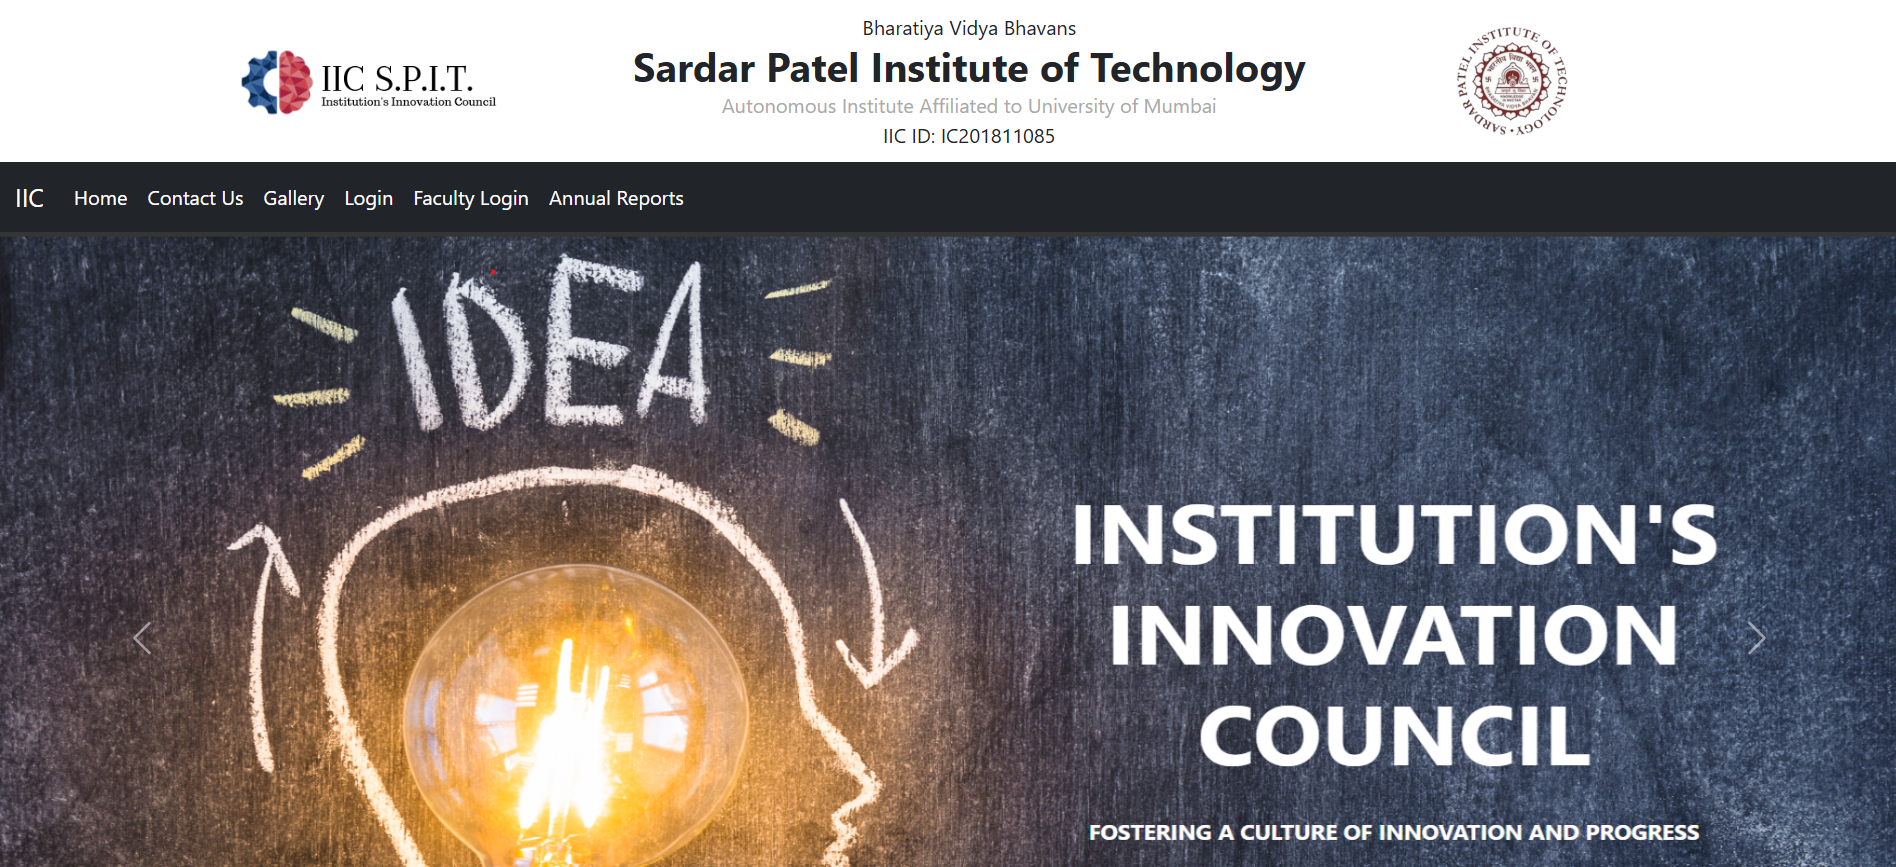 IIC S.P.I.T.
Institution's Innovation Council
Bharatiya Vidya Bhavans
Sardar Patel Institute of Technology
Autonomous Institute Affiliated to University of Mumbai
IIC ID: IC201811085
SARDAR PATEL INSTITUTE OF TECHNOLOGY
IIC Home Contact Us Gallery Login Faculty Login Annual Reports
IDEA
INSTITUTION'S
INNOVATION
COUNCIL
FOSTERING A CULTURE OF INNOVATION AND PROGRESS